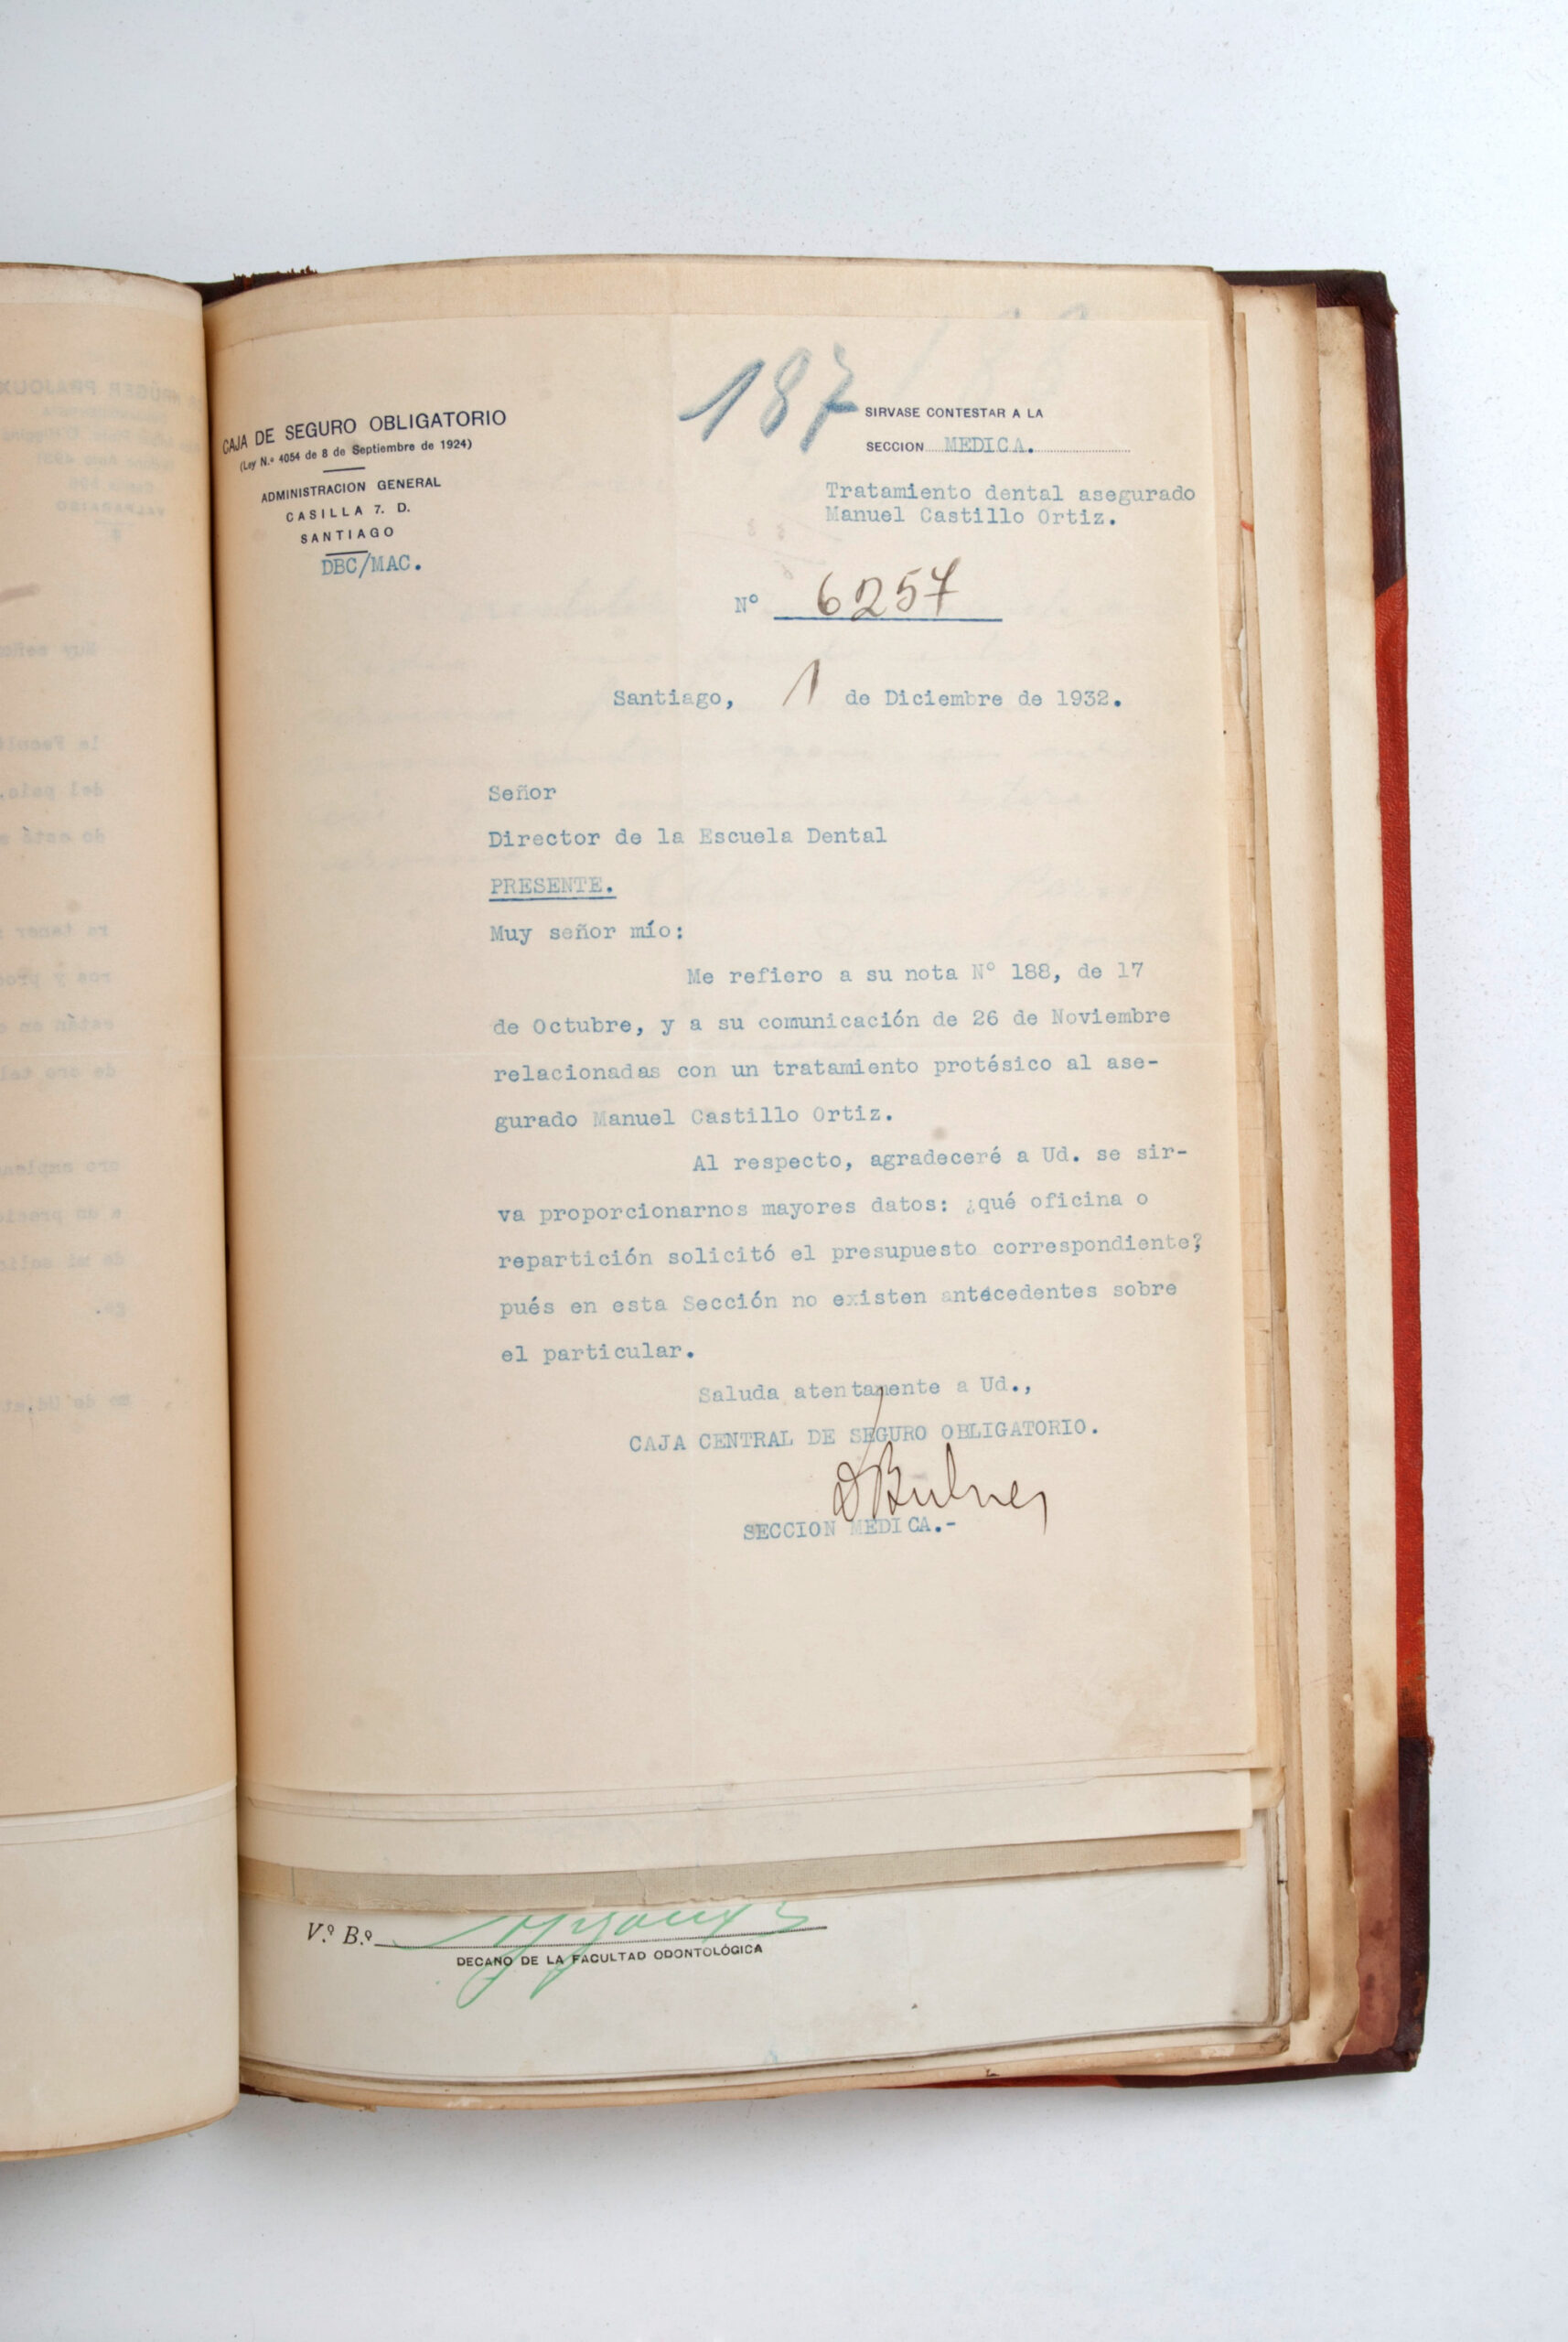 187
CAJA DE SEGURO OBLIGATORIO
(Ley N.º 4054 de 8 de Septiembre de 1924)
ADMINISTRACION GENERAL
CASILLA 7. D.
SANTIAGO
DBC/MAC.
SIRVASE CONTESTAR A LA
SECCION MEDICA.
Tratamiento dental asegurado
Manuel Castillo Ortiz.
Nº 6257
Santiago, 1 de Diciembre de 1932.
Señor
Director de la Escuela Dental
PRESENTE.
Muy señor mío:
Me refiero a su nota Nº 188, de 17
de Octubre, y a su comunicación de 26 de Noviembre
relacionadas con un tratamiento protésico al ase-
gurado Manuel Castillo Ortiz.
Al respecto, agradeceré a Ud. se sir-
va proporcionarnos mayores datos: ¿qué oficina o
repartición solicitó el presupuesto correspondiente?
pués en esta Sección no existen antecedentes sobre
el particular.
Saluda atentamente a Ud.,
CAJA CENTRAL DE SEGURO OBLIGATORIO.
DBulnes
SECCION MEDICA.-
V.º B.º
DECANO DE LA FACULTAD ODONTOLÓGICA